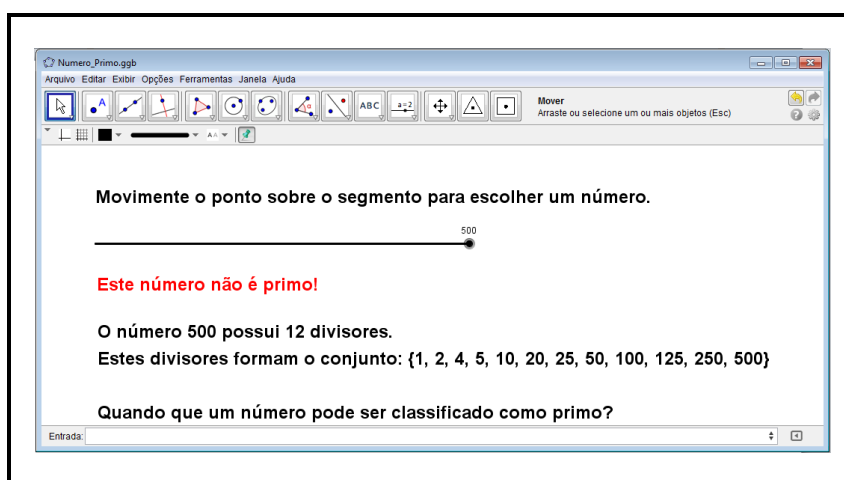 Numero_Primo.ggb
Arquivo Editar Exibir Opções Ferramentas Janela Ajuda
A ABC a=2 Mover
Arraste ou selecione um ou mais objetos (Esc)
AA
Movimente o ponto sobre o segmento para escolher um número.
500
Este número não é primo!
O número 500 possui 12 divisores.
Estes divisores formam o conjunto: {1, 2, 4, 5, 10, 20, 25, 50, 100, 125, 250, 500}
Quando que um número pode ser classificado como primo?
Entrada: